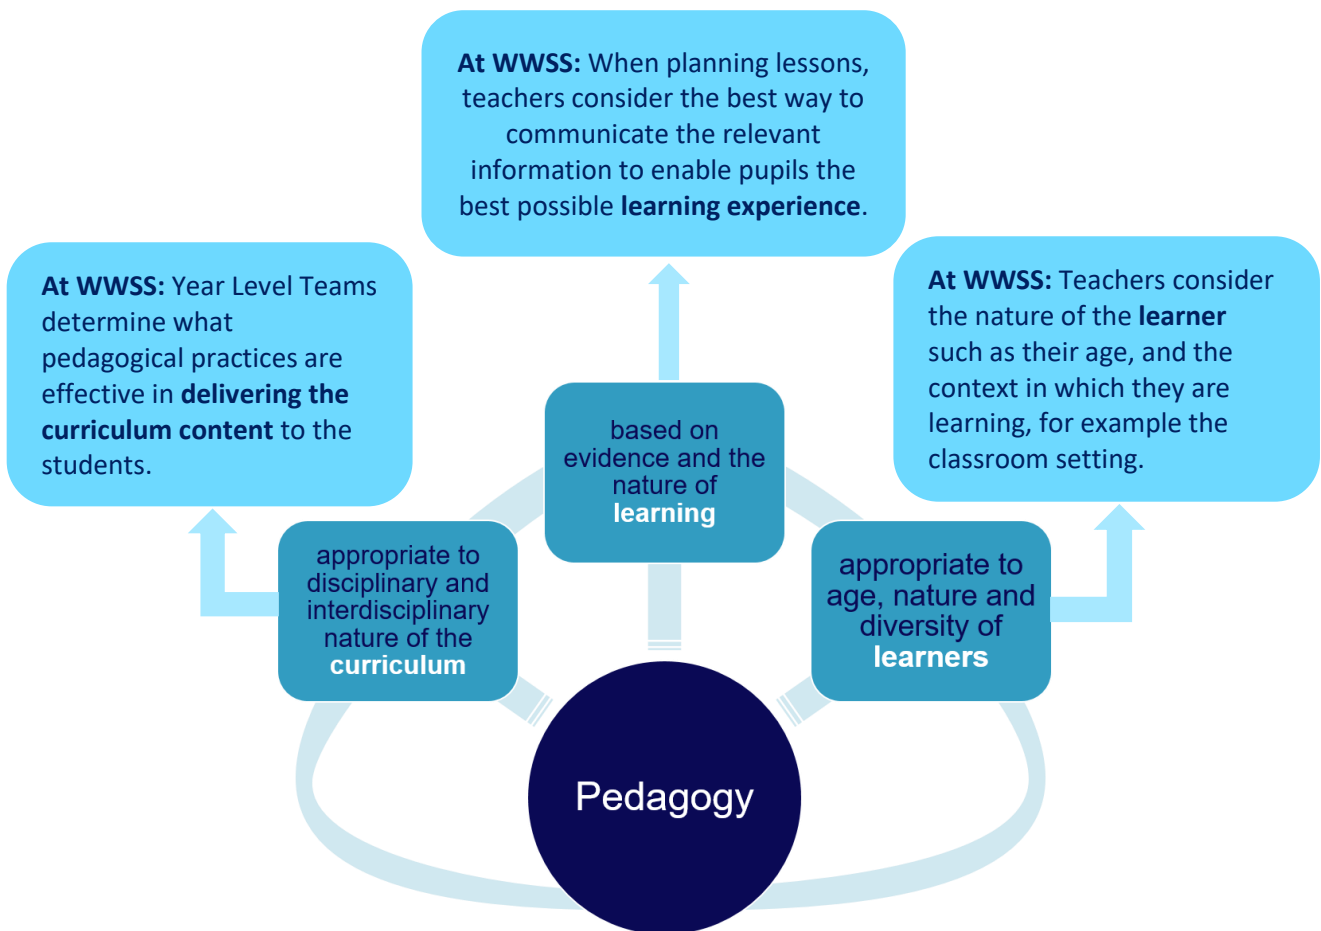 At WWSS: When planning lessons,
teachers consider the best way to
communicate the relevant
information to enable pupils the
best possible learning experience.
At WWSS: Year Level Teams
determine what
pedagogical practices are
effective in delivering the
curriculum content to the
students.
At WWSS: Teachers consider
the nature of the learner
such as their age, and the
context in which they are
learning, for example the
classroom setting.
based on
evidence and the
nature of
learning
appropriate to
disciplinary and
interdisciplinary
nature of the
curriculum
appropriate to
age, nature and
diversity of
learners
Pedagogy